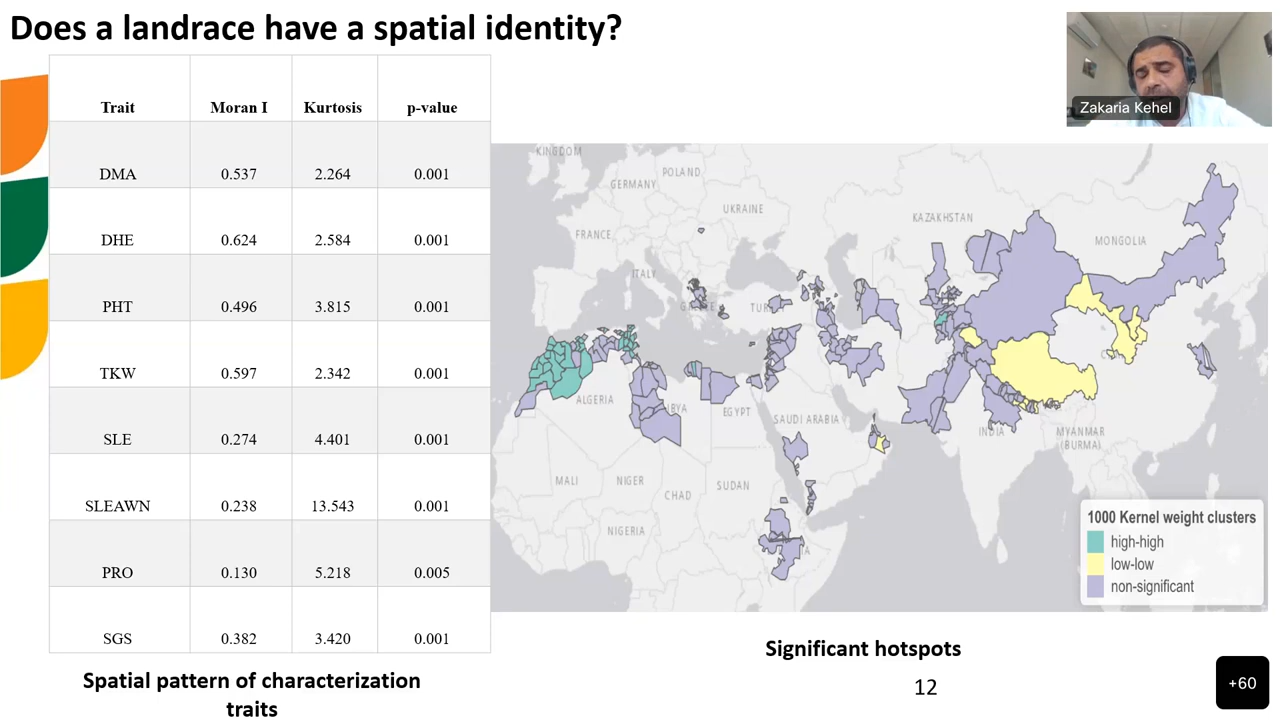 Does a landrace have a spatial identity?
Zakaria Kehel
Trait Moran I Kurtosis p-value
DMA 0.537 2.264 0.001
DHE 0.624 2.584 0.001
PHT 0.496 3.815 0.001
TKW 0.597 2.342 0.001
SLE 0.274 4.401 0.001
SLEAWN 0.238 13.543 0.001
PRO 0.130 5.218 0.005
SGS 0.382 3.420 0.001
Spatial pattern of characterization
traits
KINGDOM
POLAND
GERMANY
UKRAINE
KAZAKHSTAN
FRANCE
MONGOLIA
ITALY
ALGERIA
EGYPT
SAUDI ARABIA
INDIA
MYANMAR
(BURMA)
MALI
NIGER
SUDAN
CHAD
NIGERIA
1000 Kernel weight clusters
high-high
low-low
non-significant
Significant hotspots
12
+60